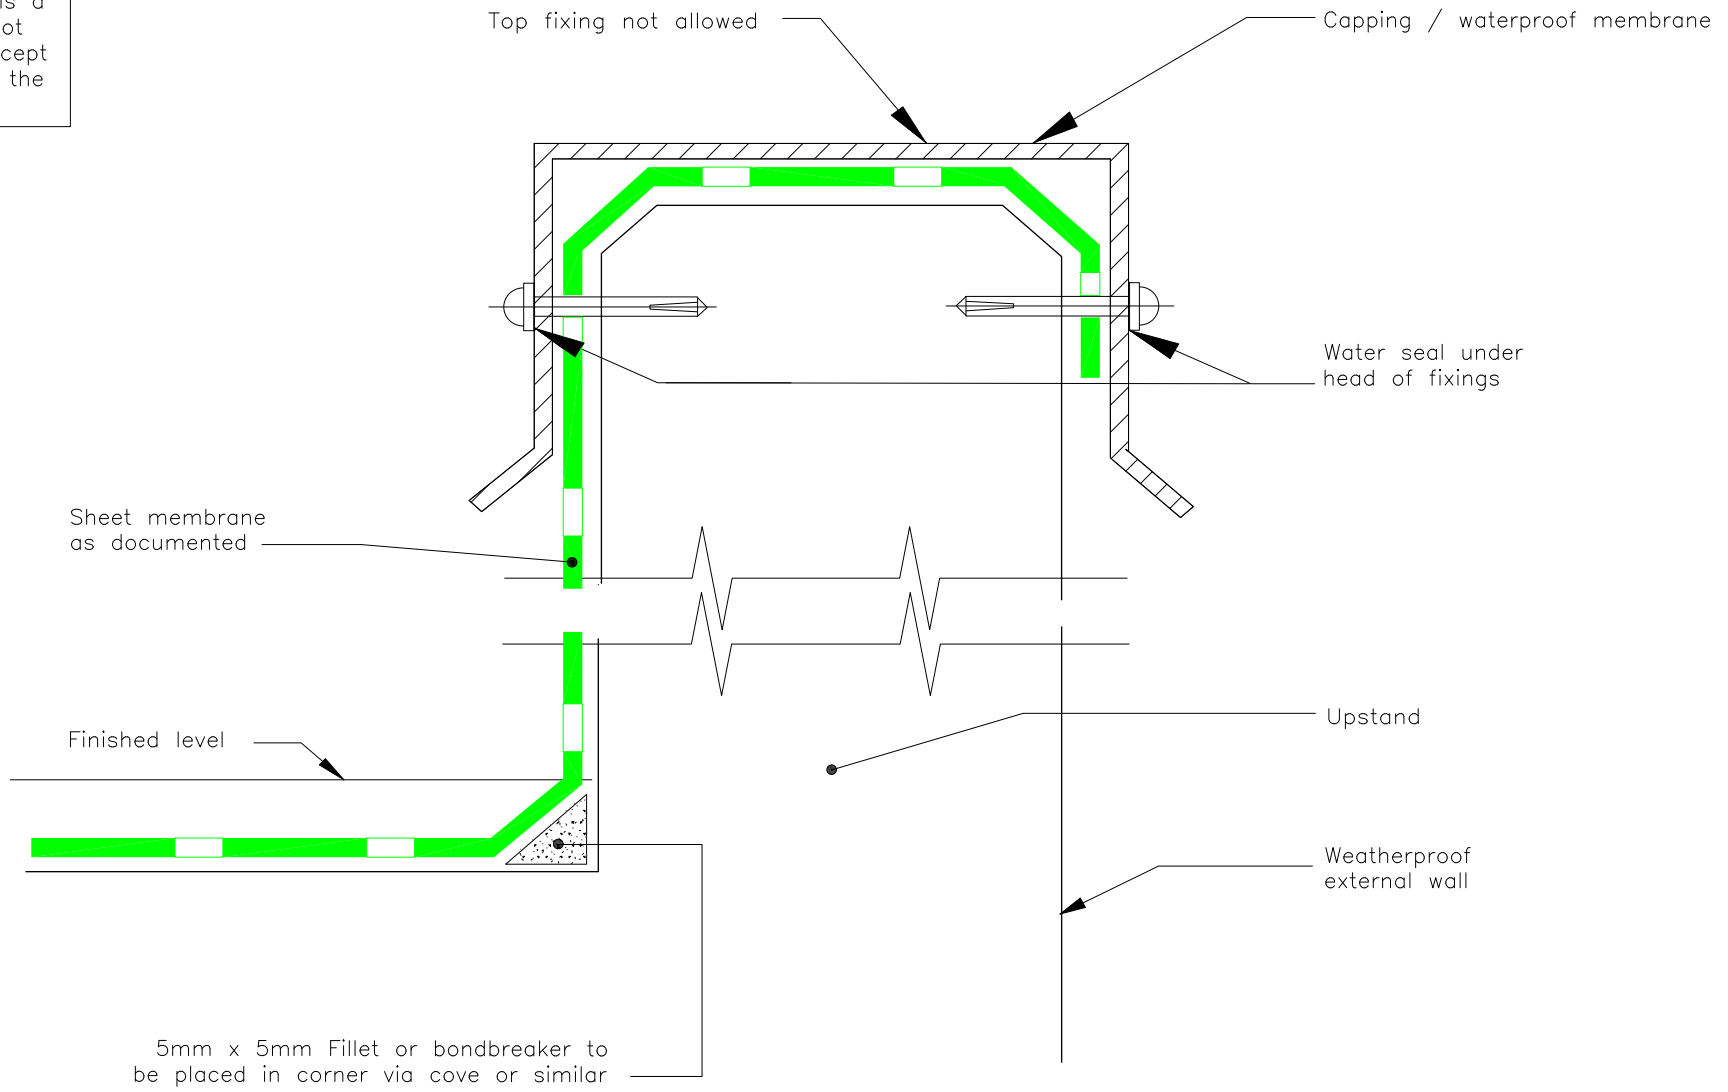 is a
ot
cept
the
Top fixing not allowed
Capping / waterproof membrane
Water seal under
head of fixings
Sheet membrane
as documented
Finished level
Upstand
Weatherproof
external wall
5mm x 5mm Fillet or bondbreaker to
be placed in corner via cove or similar